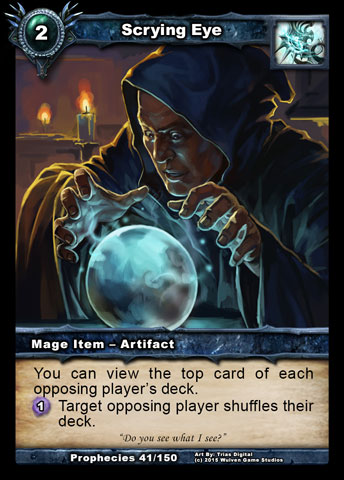 2
Scrying Eye
Mage Item – Artifact
You can view the top card of each
opposing player's deck.
1 Target opposing player shuffles their
deck.
"Do you see what I see?
Prophecies 41/150
Art By: Trias Digital
(c) 2015 Wulven Game Studios